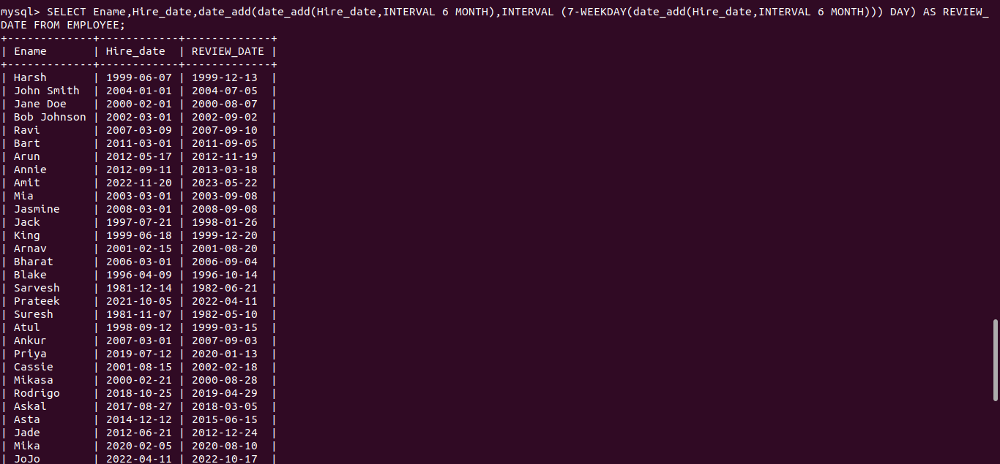 mysql> SELECT Ename,Hire_date,date_add(date_add(Hire_date,INTERVAL 6 MONTH),INTERVAL (7-WEEKDAY(date_add(Hire_date,INTERVAL 6 MONTH))) DAY) AS REVIEW_
DATE FROM EMPLOYEE;
+-------------+------------+-------------+
| Ename       | Hire_date  | REVIEW_DATE |
+-------------+------------+-------------+
| Harsh       | 1999-06-07 | 1999-12-13  |
| John Smith  | 2004-01-01 | 2004-07-05  |
| Jane Doe    | 2000-02-01 | 2000-08-07  |
| Bob Johnson | 2002-03-01 | 2002-09-02  |
| Ravi        | 2007-03-09 | 2007-09-10  |
| Bart        | 2011-03-01 | 2011-09-05  |
| Arun        | 2012-05-17 | 2012-11-19  |
| Annie       | 2012-09-11 | 2013-03-18  |
| Amit        | 2022-11-20 | 2023-05-22  |
| Mia         | 2003-03-01 | 2003-09-08  |
| Jasmine     | 2008-03-01 | 2008-09-08  |
| Jack        | 1997-07-21 | 1998-01-26  |
| King        | 1999-06-18 | 1999-12-20  |
| Arnav       | 2001-02-15 | 2001-08-20  |
| Bharat      | 2006-03-01 | 2006-09-04  |
| Blake       | 1996-04-09 | 1996-10-14  |
| Sarvesh     | 1981-12-14 | 1982-06-21  |
| Prateek     | 2021-10-05 | 2022-04-11  |
| Suresh      | 1981-11-07 | 1982-05-10  |
| Atul        | 1998-09-12 | 1999-03-15  |
| Ankur       | 2007-03-01 | 2007-09-03  |
| Priya       | 2019-07-12 | 2020-01-13  |
| Cassie      | 2001-08-15 | 2002-02-18  |
| Mikasa      | 2000-02-21 | 2000-08-28  |
| Rodrigo     | 2018-10-25 | 2019-04-29  |
| Askal       | 2017-08-27 | 2018-03-05  |
| Asta        | 2014-12-12 | 2015-06-15  |
| Jade        | 2012-06-21 | 2012-12-24  |
| Mika        | 2020-02-05 | 2020-08-10  |
| JoJo        | 2022-04-11 | 2022-10-17  |